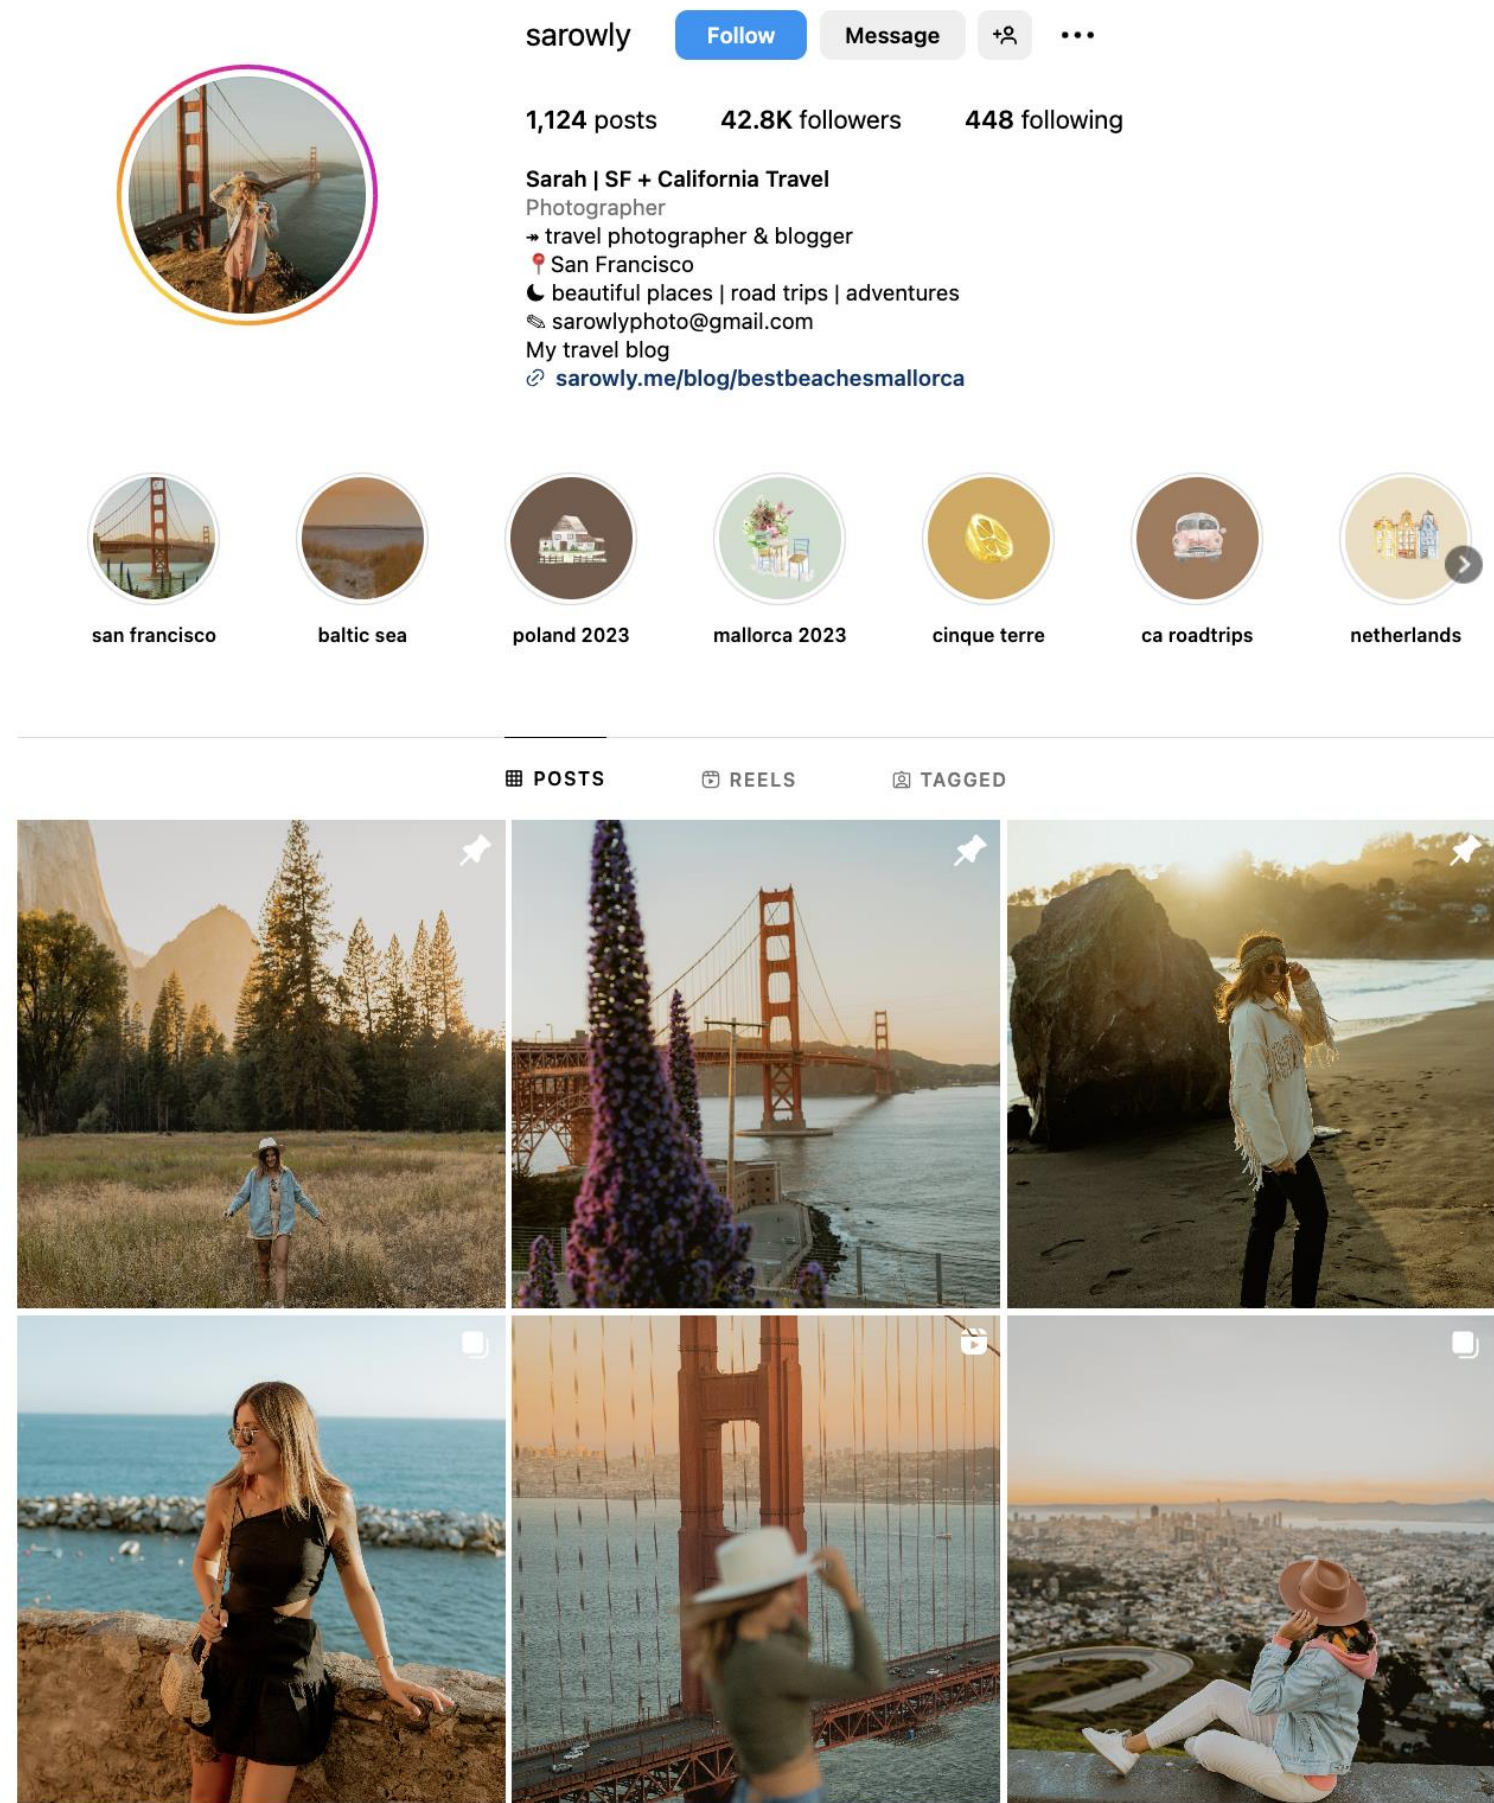 sarowly Follow Message
1,124 posts 42.8K followers 448 following
Sarah | SF + California Travel
Photographer
↠ travel photographer & blogger
📍San Francisco
☾ beautiful places | road trips | adventures
✎ sarowlyphoto@gmail.com
My travel blog
sarowly.me/blog/bestbeachesmallorca
san francisco baltic sea poland 2023 mallorca 2023 cinque terre ca roadtrips netherlands
POSTS REELS TAGGED